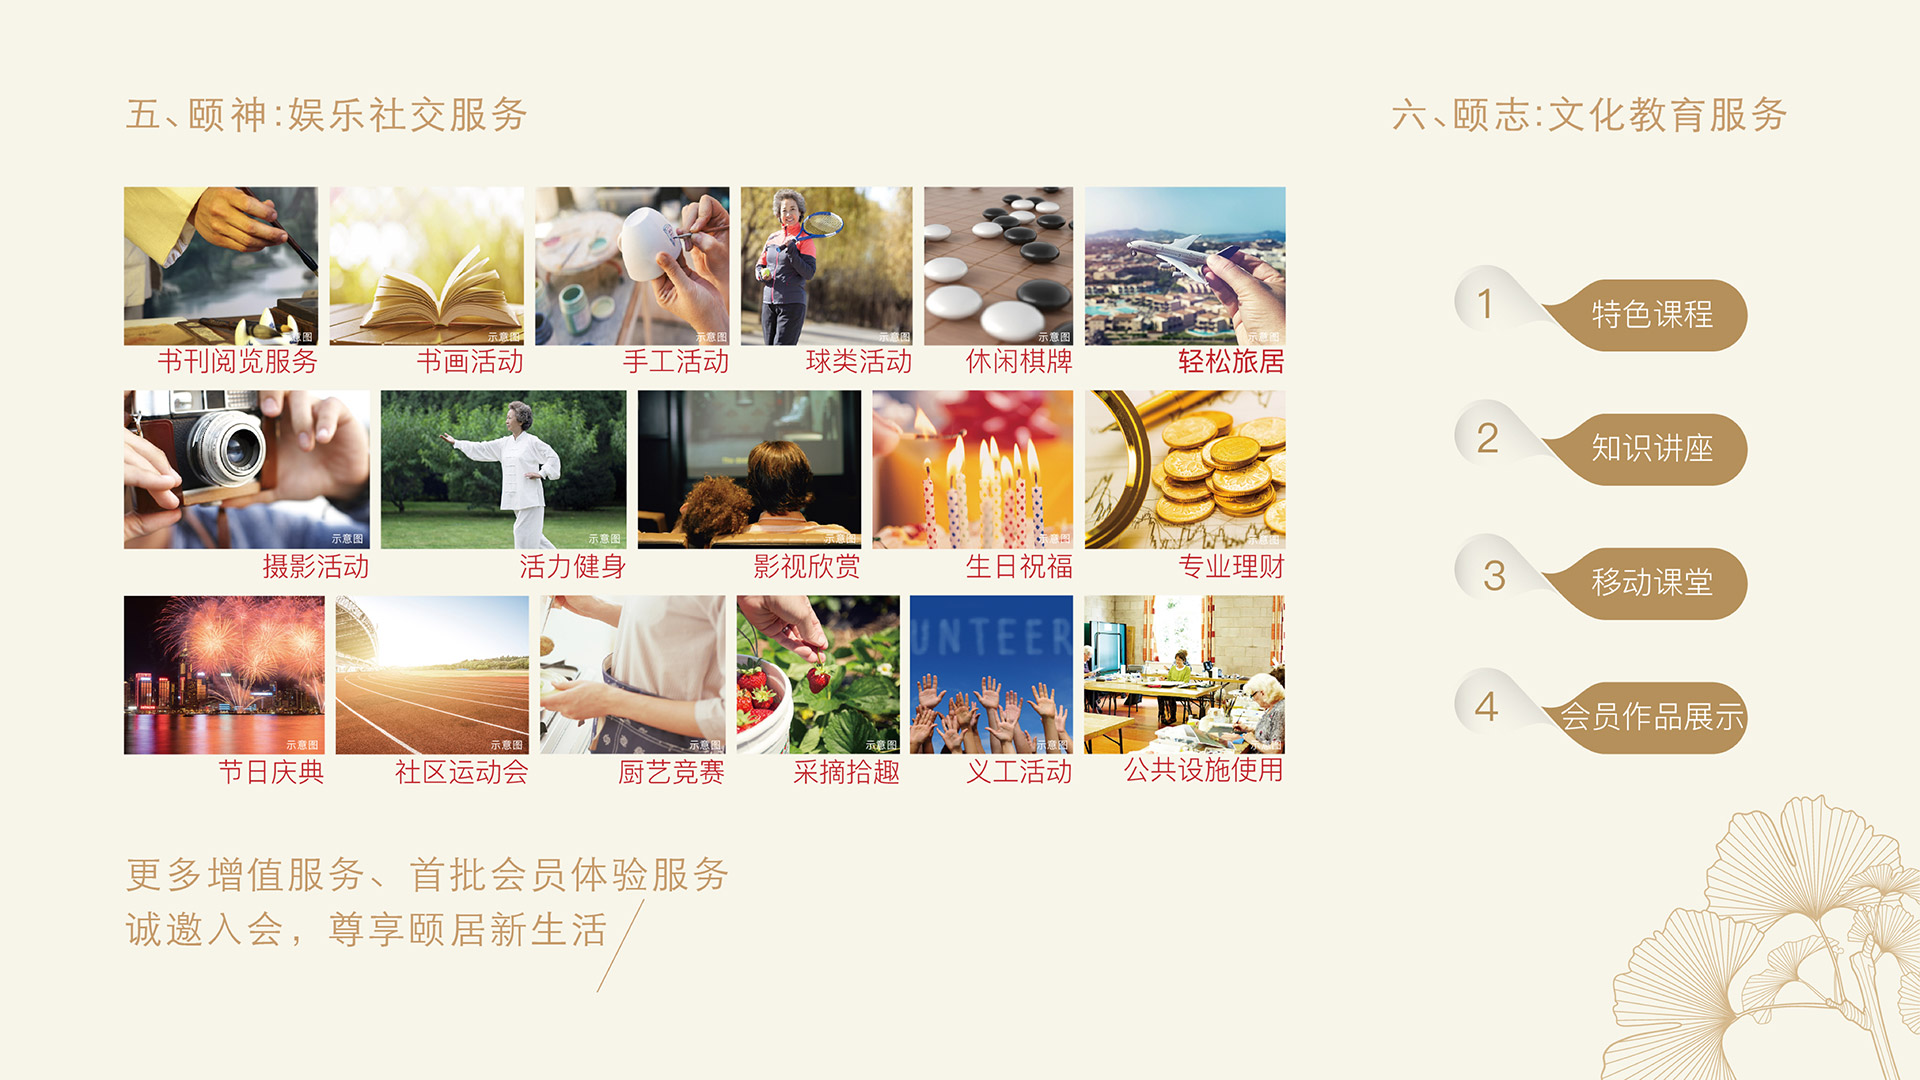 五、颐神:娱乐社交服务
示意图 示意图 示意图 示意图 示意图 示意图
书刊阅览服务 书画活动 手工活动 球类活动 休闲棋牌 轻松旅居
示意图 示意图 示意图 示意图 示意图
摄影活动 活力健身 影视欣赏 生日祝福 专业理财
UNTEER
示意图 示意图 示意图 示意图 示意图 示意图
节日庆典 社区运动会 厨艺竞赛 采摘拾趣 义工活动 公共设施使用
更多增值服务、首批会员体验服务
诚邀入会，尊享颐居新生活
六、颐志:文化教育服务
1 特色课程
2 知识讲座
3 移动课堂
4 会员作品展示